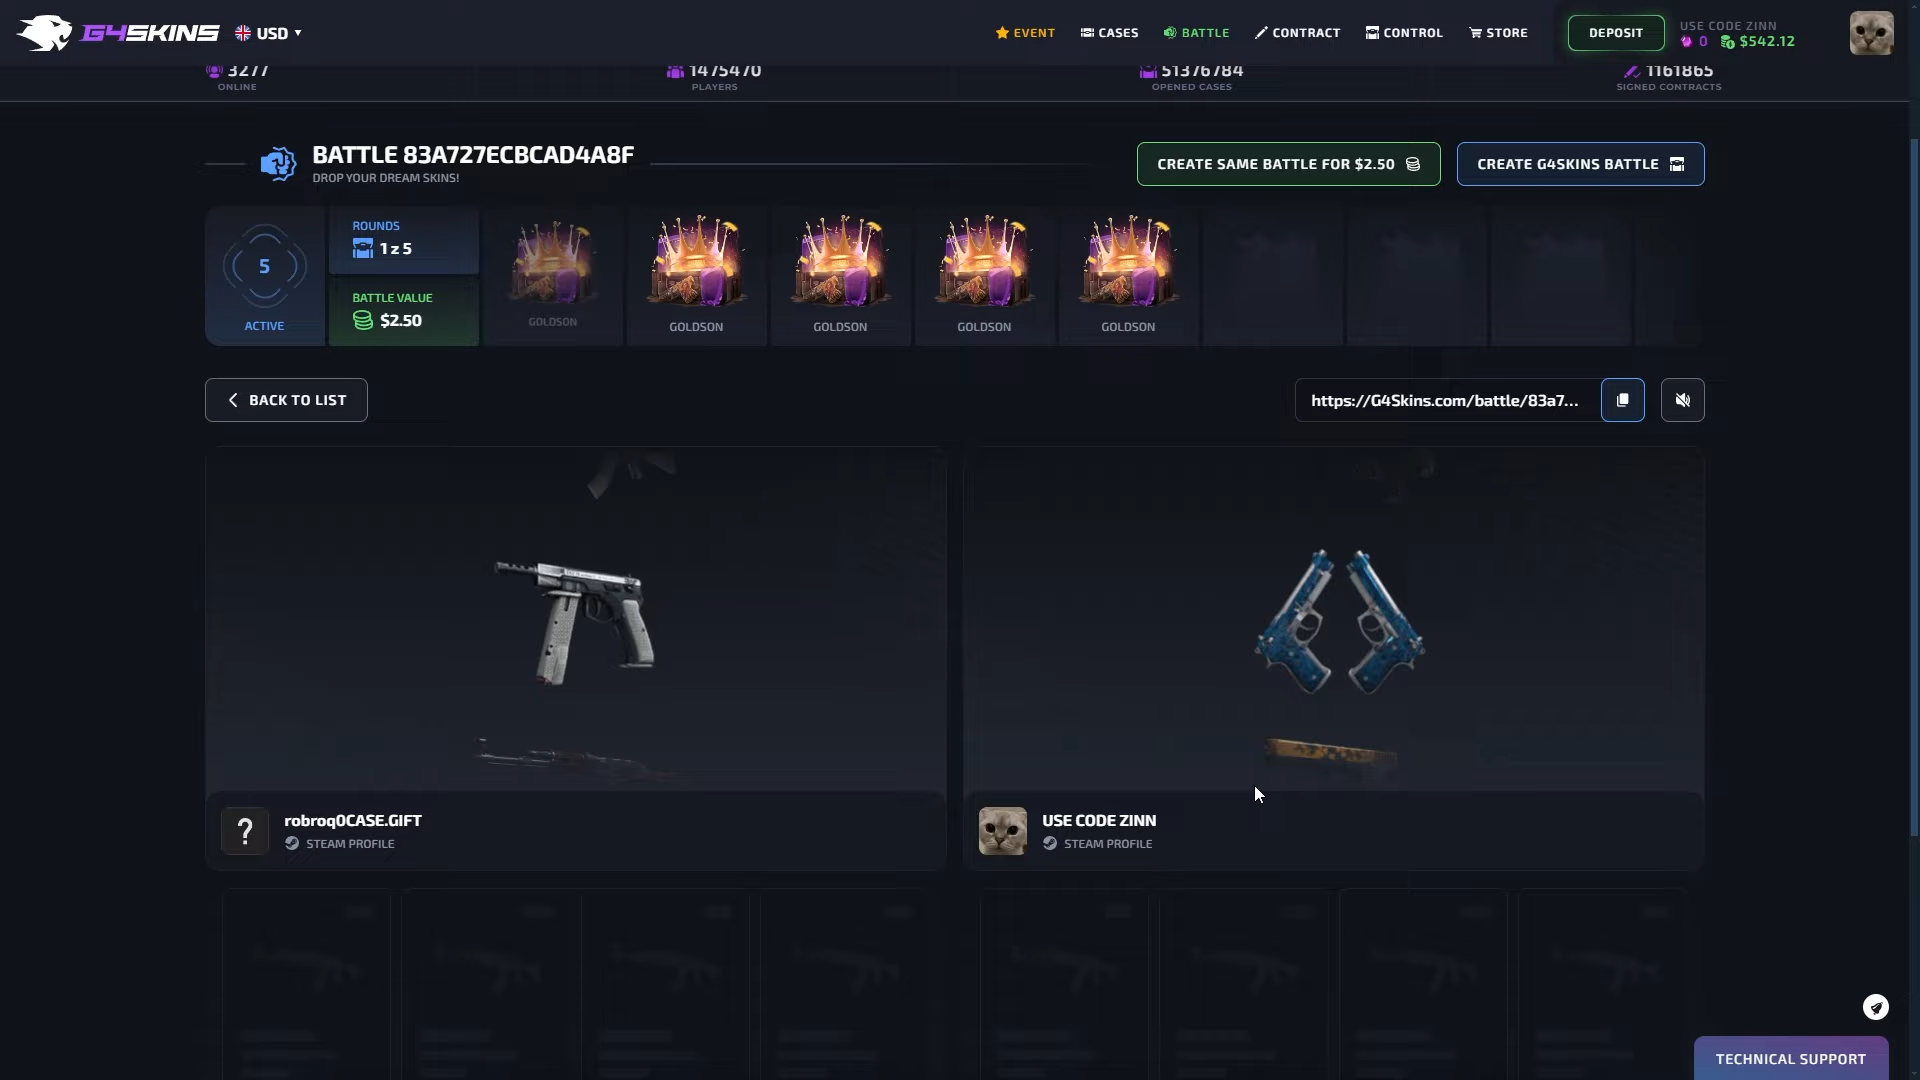 G4SKINS
USD
EVENT
CASES
BATTLE
CONTRACT
CONTROL
STORE
DEPOSIT
USE CODE ZINN
0
$542.12
3277
ONLINE
1475470
PLAYERS
51376784
OPENED CASES
1161865
SIGNED CONTRACTS
BATTLE 83A727ECBCAD4A8F
DROP YOUR DREAM SKINS!
CREATE SAME BATTLE FOR $2.50
CREATE G4SKINS BATTLE
5
ACTIVE
ROUNDS
1 z 5
BATTLE VALUE
$2.50
GOLDSON
GOLDSON
GOLDSON
GOLDSON
GOLDSON
BACK TO LIST
https://G4Skins.com/battle/83a7...
robroq0CASE.GIFT
STEAM PROFILE
USE CODE ZINN
STEAM PROFILE
TECHNICAL SUPPORT